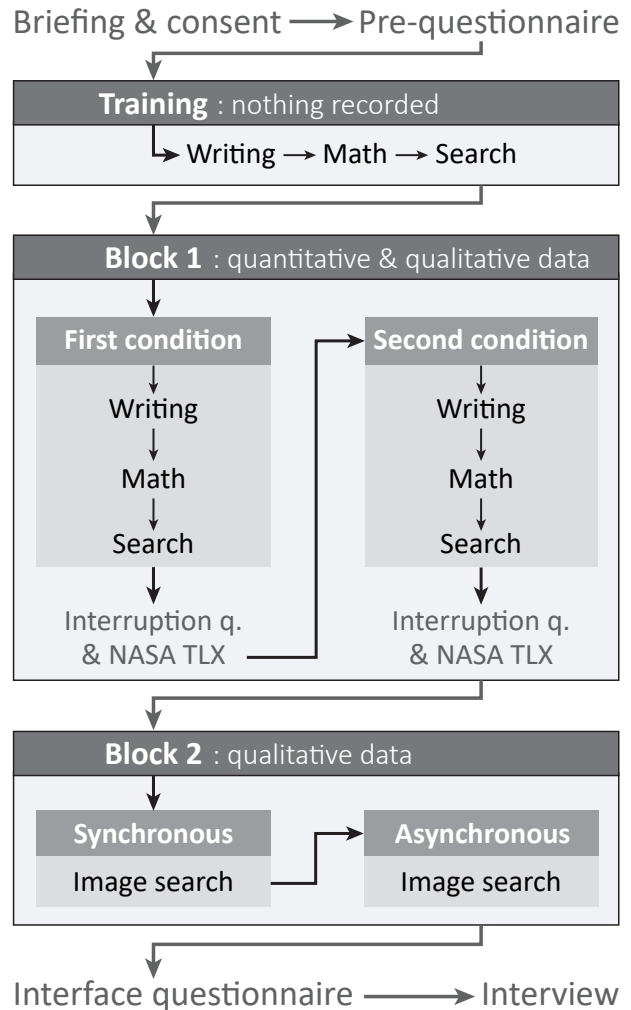 Briefing & consent Pre-questionnaire
Training : nothing recorded
Writing Math Search
Block 1 : quantitative & qualitative data
First condition
Writing
Math
Search
Interruption q.
& NASA TLX
Second condition
Writing
Math
Search
Interruption q.
& NASA TLX
Block 2 : qualitative data
Synchronous
Image search
Asynchronous
Image search
Interface questionnaire Interview